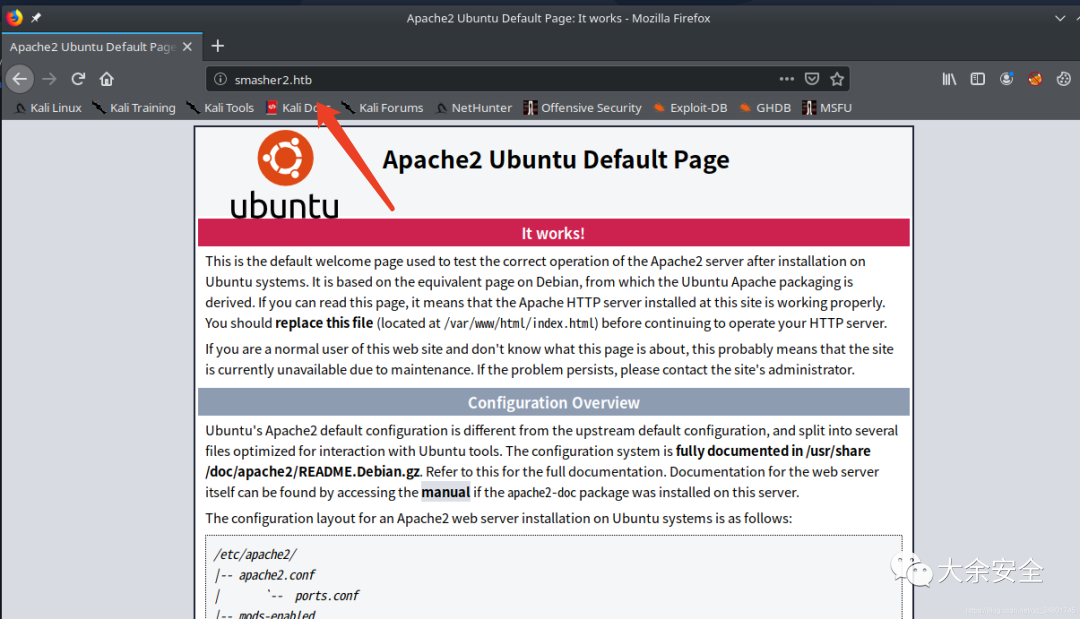 Apache2 Ubuntu Default Page: It works - Mozilla Firefox
Apache2 Ubuntu Default Page
smasher2.htb
Kali Linux Kali Training Kali Tools Kali Kali Forums NetHunter Offensive Security Exploit-DB GHDB MSFU
Apache2 Ubuntu Default Page
ubuntu
It works!
This is the default welcome page used to test the correct operation of the Apache2 server after installation on
Ubuntu systems. It is based on the equivalent page on Debian, from which the Ubuntu Apache packaging is
derived. If you can read this page, it means that the Apache HTTP server installed at this site is working properly.
You should replace this file (located at /var/www/html/index.html) before continuing to operate your HTTP server.
If you are a normal user of this web site and don't know what this page is about, this probably means that the site
is currently unavailable due to maintenance. If the problem persists, please contact the site's administrator.
Configuration Overview
Ubuntu's Apache2 default configuration is different from the upstream default configuration, and split into several
files optimized for interaction with Ubuntu tools. The configuration system is fully documented in /usr/share
/doc/apache2/README.Debian.gz. Refer to this for the full documentation. Documentation for the web server
itself can be found by accessing the manual if the apache2-doc package was installed on this server.
The configuration layout for an Apache2 web server installation on Ubuntu systems is as follows:
/etc/apache2/
|-- apache2.conf
| `-- ports.conf
|-- mods-enabled
大余安全